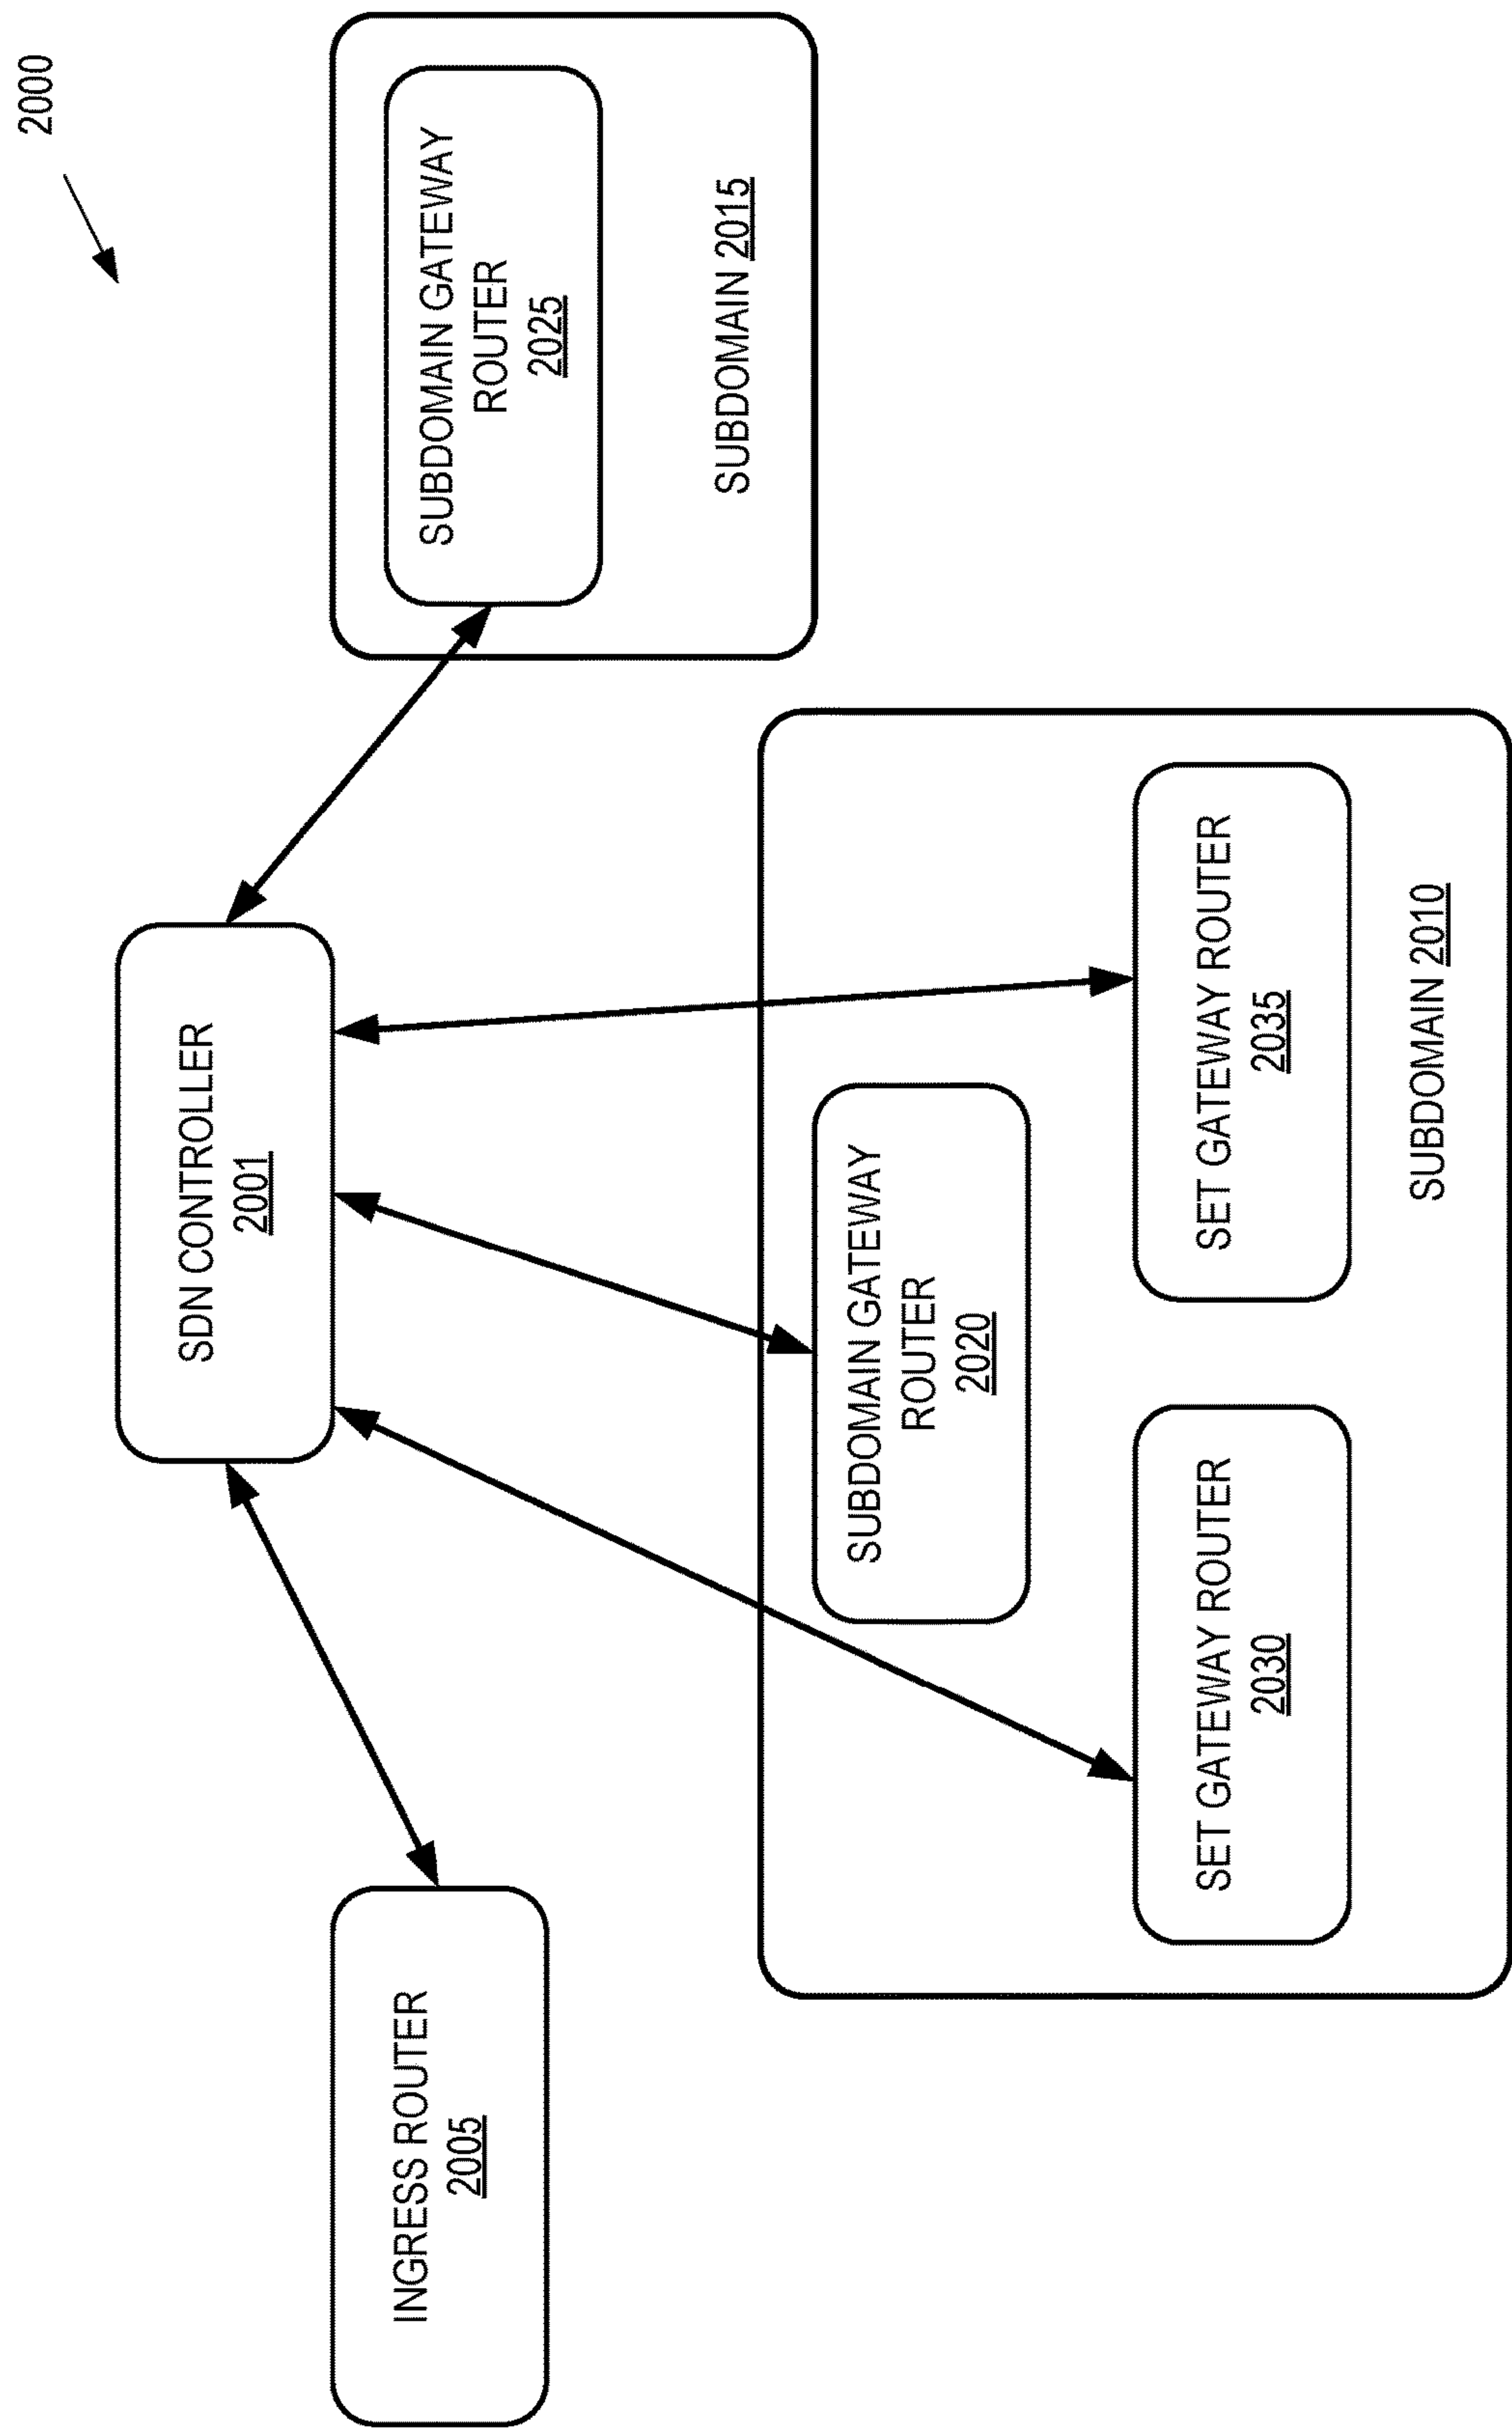 2000
SDN CONTROLLER
2001
INGRESS ROUTER
2005
SUBDOMAIN GATEWAY
ROUTER
2025
SUBDOMAIN 2015
SUBDOMAIN GATEWAY
ROUTER
2020
SET GATEWAY ROUTER
2030
SET GATEWAY ROUTER
2035
SUBDOMAIN 2010